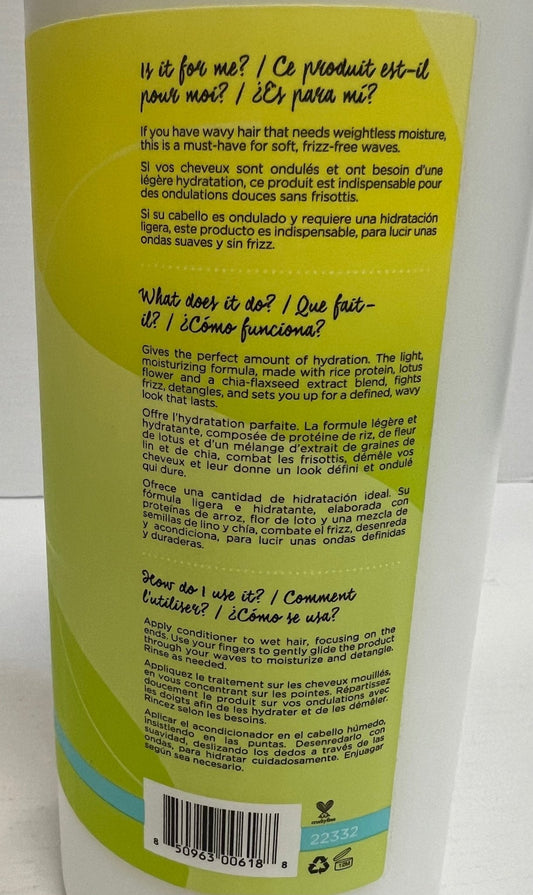 Is it for me? / Ce produit est-il
pour moi? / ¿Es para mí?
If you have wavy hair that needs weightless moisture,
this is a must-have for soft, frizz-free waves.
Si vos cheveux sont ondulés et ont besoin d'une
légère hydratation, ce produit est indispensable pour
des ondulations douces sans frisottis.
Si su cabello es ondulado y requiere una hidratación
ligera, este producto es indispensable, para lucir unas
ondas suaves y sin frizz.
What does it do? / Que fait-
il? / ¿Cómo funciona?
Gives the perfect amount of hydration. The light,
moisturizing formula, made with rice protein, lotus
flower and a chia-flaxseed extract blend, fights
frizz, detangles, and sets you up for a defined, wavy
look that lasts.
Offre l'hydratation parfaite. La formule légère et
hydratante, composée de protéine de riz, de fleur
de lotus et d'un mélange d'extrait de graines de
lin et de chia, combat les frisottis, démêle vos
cheveux et leur donne un look défini et ondulé
qui dure.
Ofrece una cantidad de hidratación ideal. Su
fórmula ligera e hidratante, elaborada con
proteínas de arroz, flor de loto y una mezcla de
semillas de lino y chía, combate el frizz, desenreda
y acondiciona, para lucir unas ondas definidas
y duraderas.
How do I use it? / Comment
l'utiliser? / ¿Cómo se usa?
Apply conditioner to wet hair, focusing on the
ends. Use your fingers to gently glide the product
through your waves to moisturize and detangle.
Rinse as needed.
Appliquez le traitement sur les cheveux mouillés,
en vous concentrant sur les pointes. Répartissez
doucement le produit sur vos ondulations avec
les doigts afin de les hydrater et de les démêler.
Rincez selon les besoins.
Aplicar el acondicionador en el cabello húmedo,
insistiendo en las puntas. Desenredarlo con
suavidad, deslizando los dedos a través de las
ondas, para hidratar cuidadosamente. Enjuagar
según sea necesario.
8 50963 00618 8
crueltyfree
22332
12M